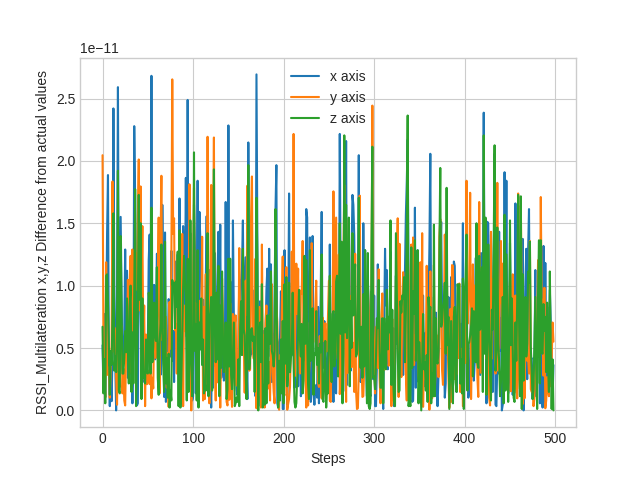 1e−11
RSSI_Multilateration x,y,z Difference from actual values
2.5
2.0
1.5
1.0
0.5
0.0
x axis
y axis
z axis
0 100 200 300 400 500
Steps